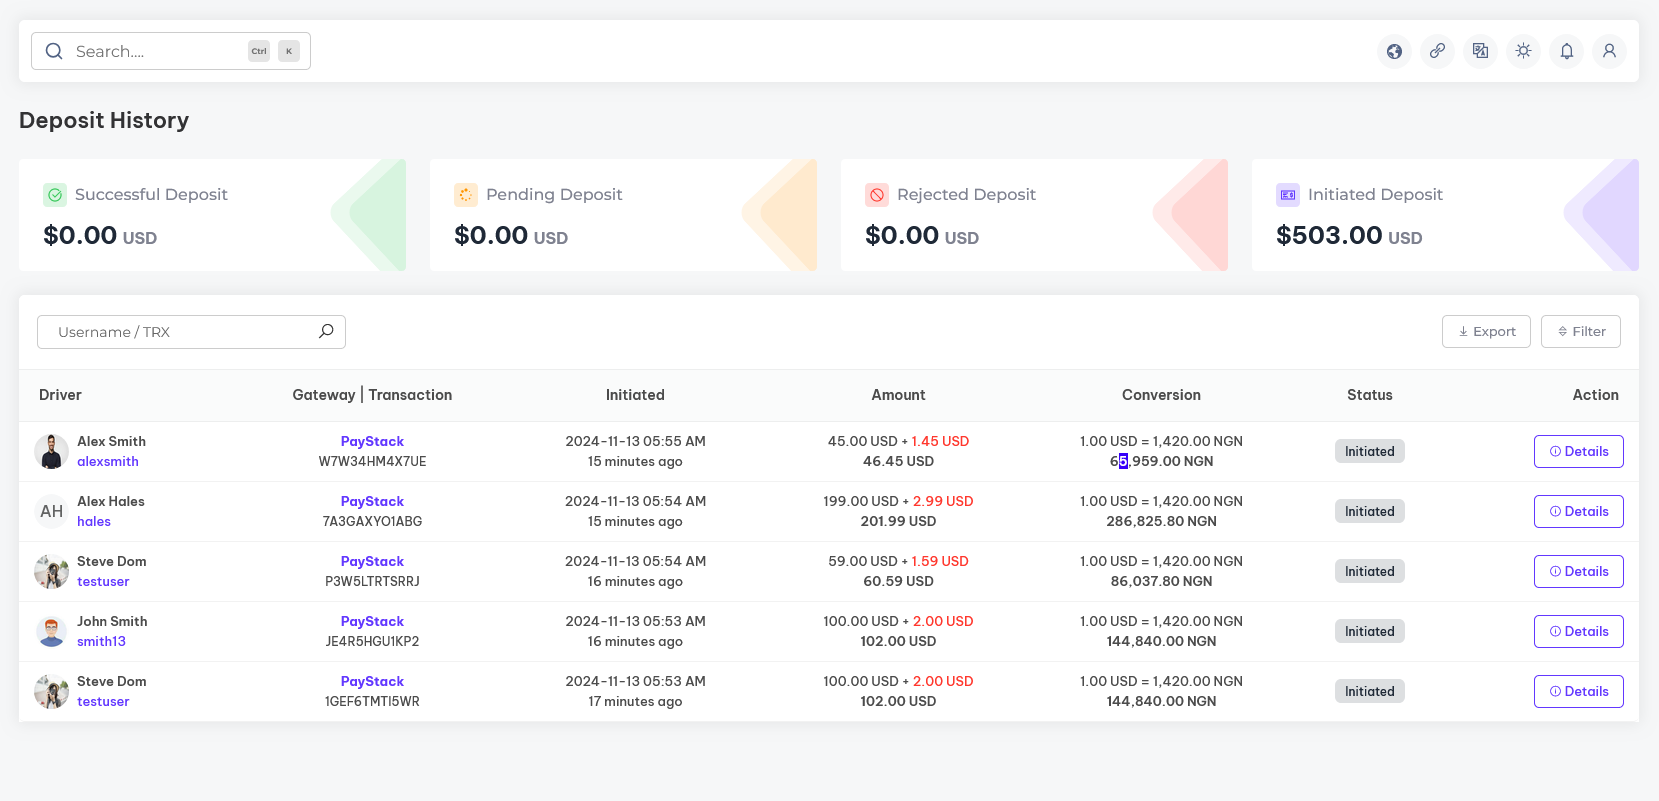 Search.... Ctrl K
Deposit History
Successful Deposit
$0.00 USD
Pending Deposit
$0.00 USD
Rejected Deposit
$0.00 USD
Initiated Deposit
$503.00 USD
Username / TRX
Export
Filter
Driver Gateway | Transaction Initiated Amount Conversion Status Action
Alex Smith PayStack 2024-11-13 05:55 AM 45.00 USD + 1.45 USD 1.00 USD = 1,420.00 NGN Initiated Details
alexsmith W7W34HM4X7UE 15 minutes ago 46.45 USD 65,959.00 NGN
AH Alex Hales PayStack 2024-11-13 05:54 AM 199.00 USD + 2.99 USD 1.00 USD = 1,420.00 NGN Initiated Details
hales 7A3GAXYO1ABG 15 minutes ago 201.99 USD 286,825.80 NGN
Steve Dom PayStack 2024-11-13 05:54 AM 59.00 USD + 1.59 USD 1.00 USD = 1,420.00 NGN Initiated Details
testuser P3W5LTRTSRRJ 16 minutes ago 60.59 USD 86,037.80 NGN
John Smith PayStack 2024-11-13 05:53 AM 100.00 USD + 2.00 USD 1.00 USD = 1,420.00 NGN Initiated Details
smith13 JE4R5HGU1KP2 16 minutes ago 102.00 USD 144,840.00 NGN
Steve Dom PayStack 2024-11-13 05:53 AM 100.00 USD + 2.00 USD 1.00 USD = 1,420.00 NGN Initiated Details
testuser 1GEF6TMTI5WR 17 minutes ago 102.00 USD 144,840.00 NGN